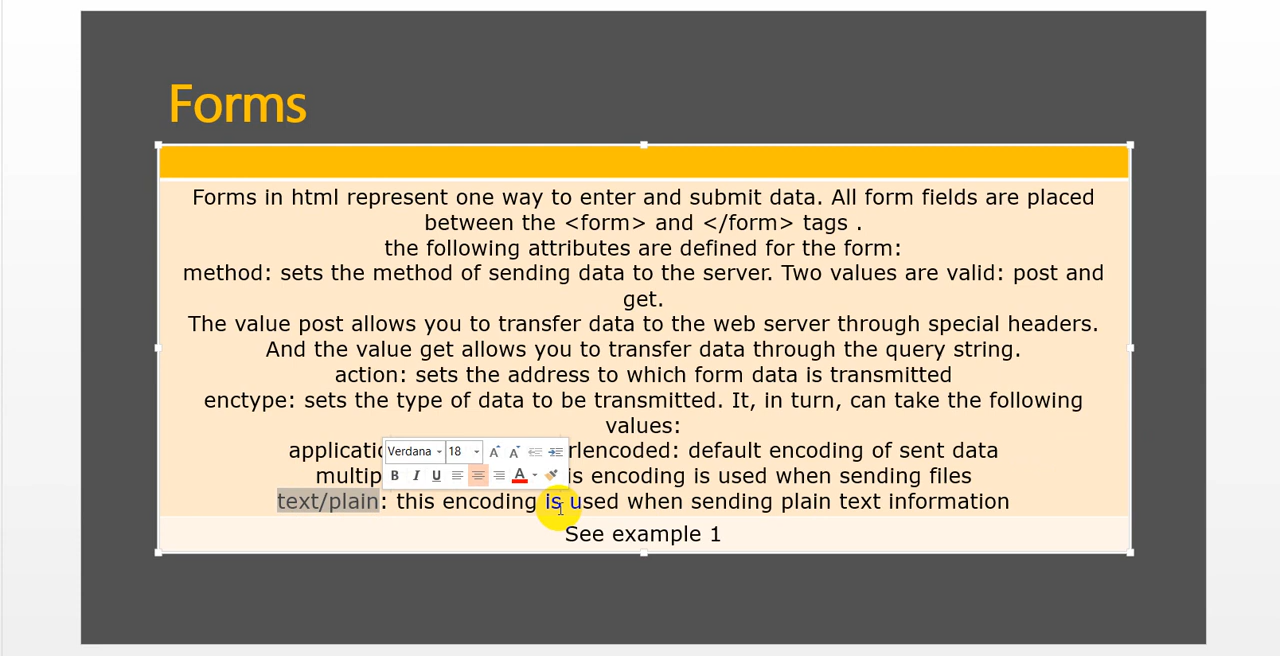 Forms
Forms in html represent one way to enter and submit data. All form fields are placed
between the <form> and </form> tags .
the following attributes are defined for the form:
method: sets the method of sending data to the server. Two values are valid: post and
get.
The value post allows you to transfer data to the web server through special headers.
And the value get allows you to transfer data through the query string.
action: sets the address to which form data is transmitted
enctype: sets the type of data to be transmitted. It, in turn, can take the following
values:
Verdana 18 A A
rlencoded: default encoding of sent data
B I U A
encoding is used when sending files
text/plain: this encoding is used when sending plain text information
See example 1